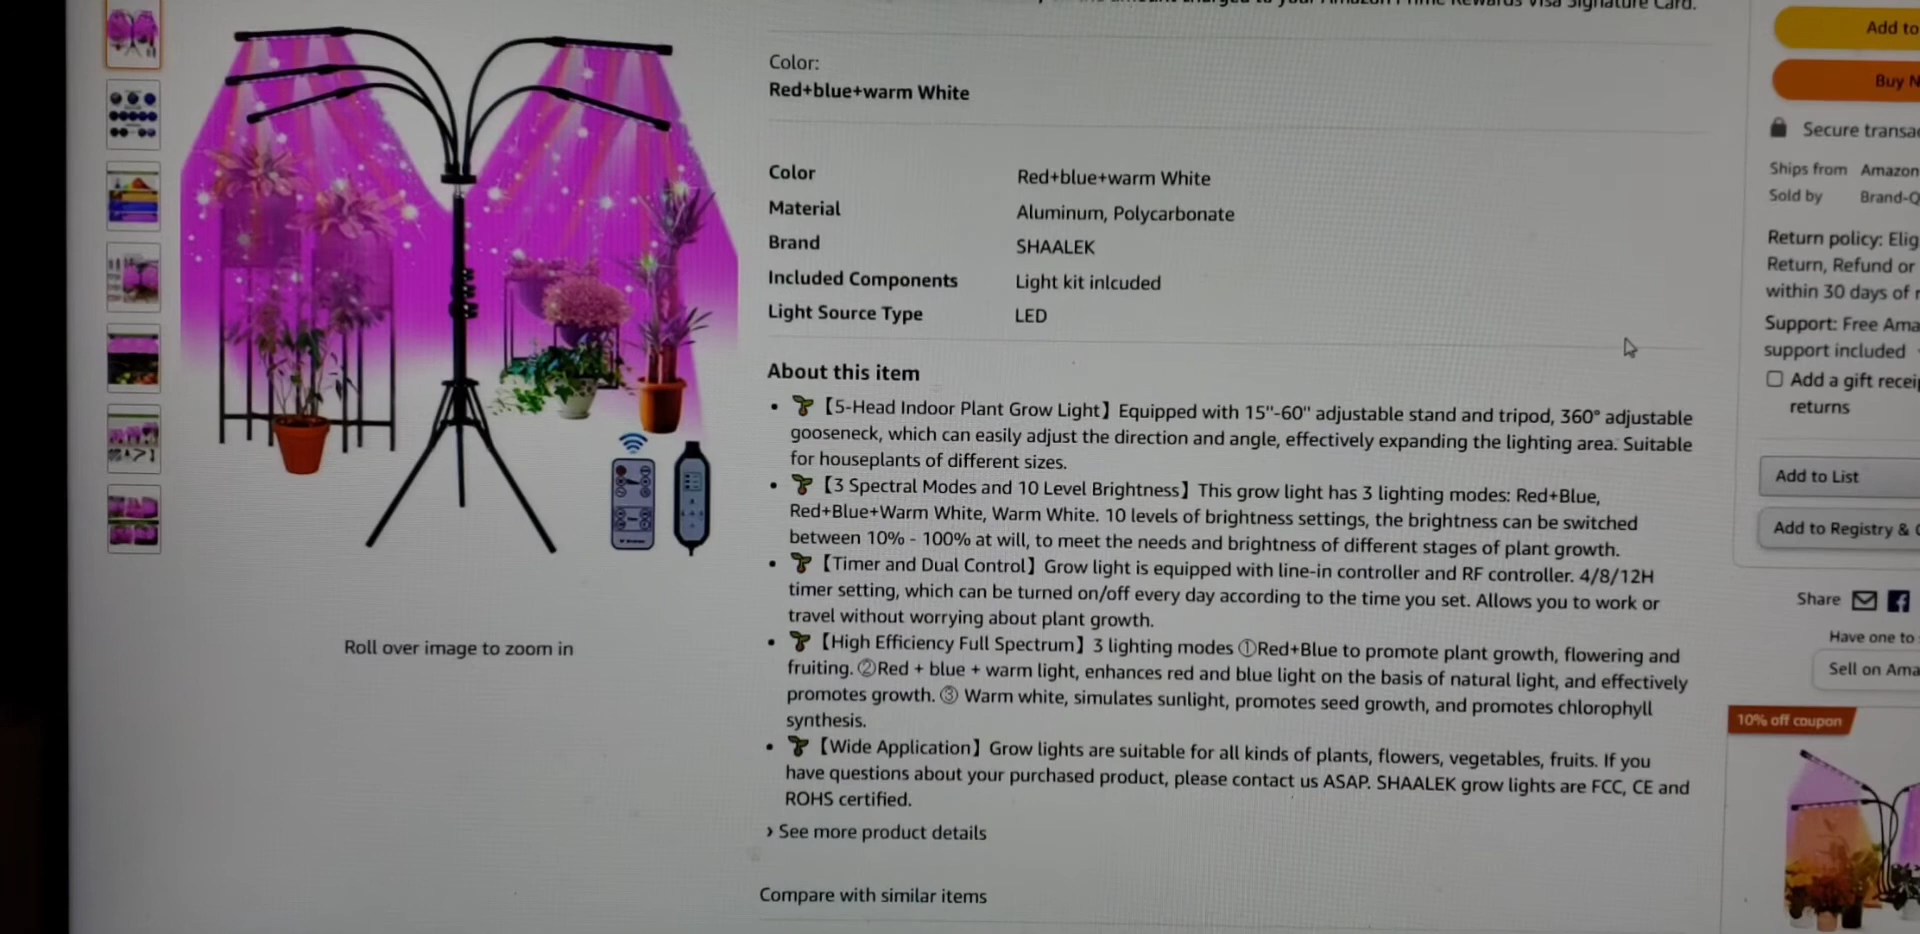 Signature Card.
Color:
Red+blue+warm White
Color Red+blue+warm White
Material Aluminum, Polycarbonate
Brand SHAALEK
Included Components Light kit inlcuded
Light Source Type LED
About this item
• 【5-Head Indoor Plant Grow Light】Equipped with 15"-60" adjustable stand and tripod, 360° adjustable
gooseneck, which can easily adjust the direction and angle, effectively expanding the lighting area. Suitable
for houseplants of different sizes.
• 【3 Spectral Modes and 10 Level Brightness】This grow light has 3 lighting modes: Red+Blue,
Red+Blue+Warm White, Warm White. 10 levels of brightness settings, the brightness can be switched
between 10% - 100% at will, to meet the needs and brightness of different stages of plant growth.
• 【Timer and Dual Control】Grow light is equipped with line-in controller and RF controller. 4/8/12H
timer setting, which can be turned on/off every day according to the time you set. Allows you to work or
travel without worrying about plant growth.
• 【High Efficiency Full Spectrum】3 lighting modes ①Red+Blue to promote plant growth, flowering and
fruiting. ②Red + blue + warm light, enhances red and blue light on the basis of natural light, and effectively
promotes growth. ③ Warm white, simulates sunlight, promotes seed growth, and promotes chlorophyll
synthesis.
• 【Wide Application】Grow lights are suitable for all kinds of plants, flowers, vegetables, fruits. If you
have questions about your purchased product, please contact us ASAP. SHAALEK grow lights are FCC, CE and
ROHS certified.
› See more product details
Compare with similar items
Roll over image to zoom in
Add to
Buy N
Secure transa
Ships from Amazon
Sold by Brand-Q
Return policy: Elig
Return, Refund or
within 30 days of r
Support: Free Ama
support included
Add a gift recei
returns
Add to List
Add to Registry &
Share
Have one to
Sell on Ama
10% off coupon